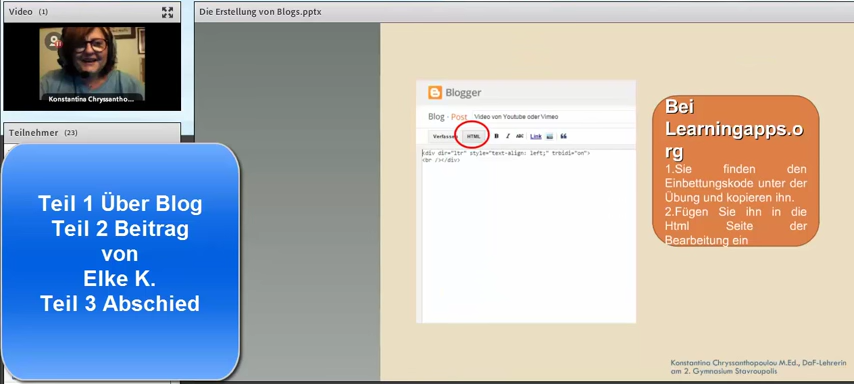 Video (1)
Die Erstellung von Blogs.pptx
Konstantina Chryssantho...
Teilnehmer (23)
Teil 1 Über Blog
Teil 2 Beitrag
von
Elke K.
Teil 3 Abschied
Blogger
Blog · Post Video von Youtube oder Vimeo
Verfassen HTML B I ABC Link
<div dir="ltr" style="text-align: left;" trbidi="on">
<br /></div>
Bei
Learningapps.o
rg
1.Sie finden den
Einbettungskode unter der
Übung und kopieren ihn.
2.Fügen Sie ihn in die
Html Seite der
Bearbeitung ein
Konstantina Chryssanthopoulou M.Ed., DaF-Lehrerin
am 2. Gymnasium Stavroupolis